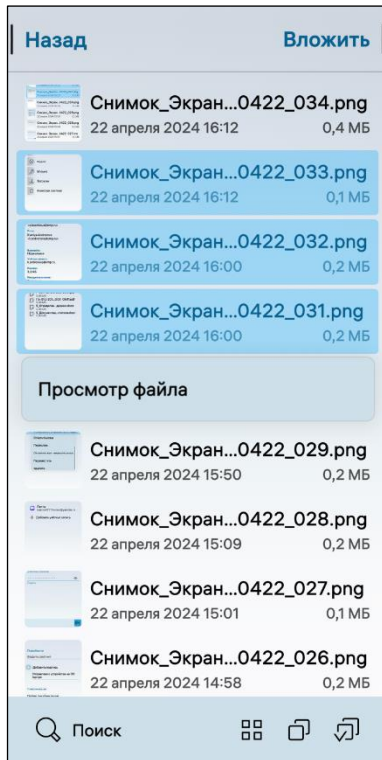 Назад
Вложить
Снимок_Экран...0422_034.png
22 апреля 2024 16:12 0,4 МБ
Снимок_Экран...0422_033.png
22 апреля 2024 16:12 0,1 МБ
Снимок_Экран...0422_032.png
22 апреля 2024 16:00 0,2 МБ
Снимок_Экран...0422_031.png
22 апреля 2024 16:00 0,2 МБ
Просмотр файла
Снимок_Экран...0422_029.png
22 апреля 2024 15:50 0,2 МБ
Снимок_Экран...0422_028.png
22 апреля 2024 15:09 0,2 МБ
Снимок_Экран...0422_027.png
22 апреля 2024 15:01 0,1 МБ
Снимок_Экран...0422_026.png
22 апреля 2024 14:58 0,2 МБ
Поиск